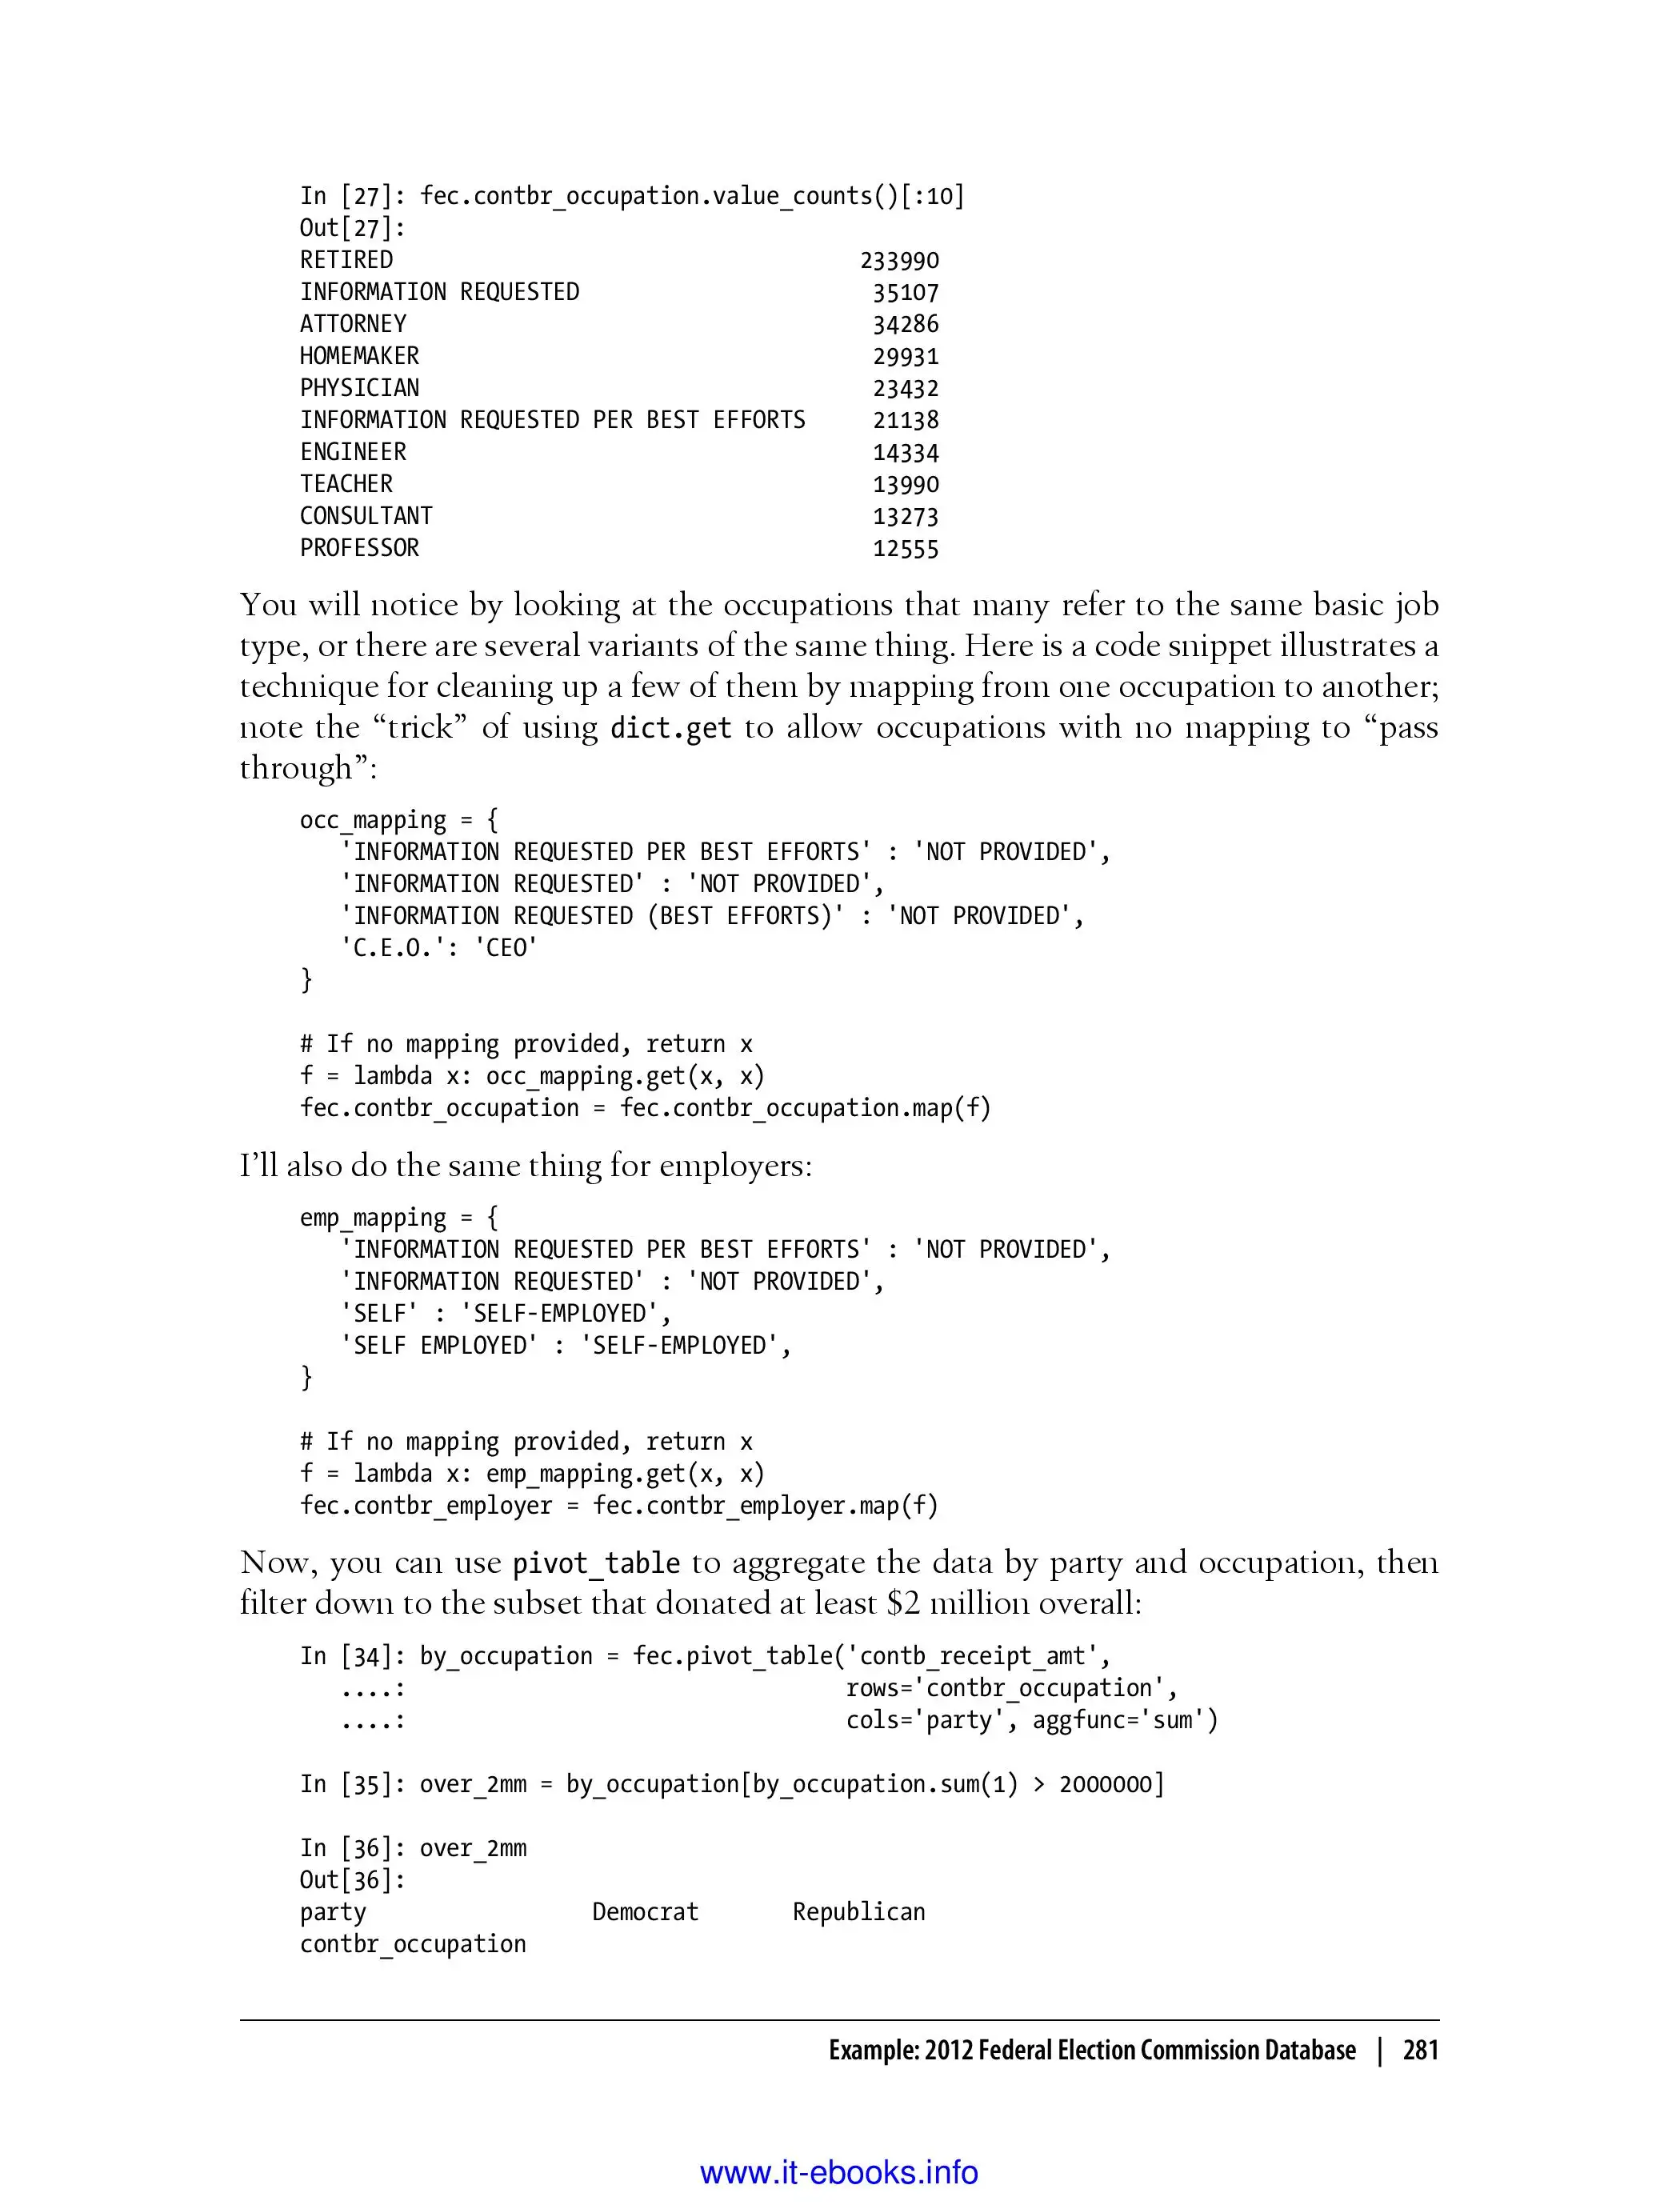 In [27]: fec.contbr_occupation.value_counts()[:10]
Out[27]:
RETIRED                                   233990
INFORMATION REQUESTED                      35107
ATTORNEY                                   34286
HOMEMAKER                                  29931
PHYSICIAN                                  23432
INFORMATION REQUESTED PER BEST EFFORTS     21138
ENGINEER                                   14334
TEACHER                                    13990
CONSULTANT                                 13273
PROFESSOR                                  12555
You will notice by looking at the occupations that many refer to the same basic job
type, or there are several variants of the same thing. Here is a code snippet illustrates a
technique for cleaning up a few of them by mapping from one occupation to another;
note the “trick” of using dict.get to allow occupations with no mapping to “pass
through”:
occ_mapping = {
   'INFORMATION REQUESTED PER BEST EFFORTS' : 'NOT PROVIDED',
   'INFORMATION REQUESTED' : 'NOT PROVIDED',
   'INFORMATION REQUESTED (BEST EFFORTS)' : 'NOT PROVIDED',
   'C.E.O.': 'CEO'
}
# If no mapping provided, return x
f = lambda x: occ_mapping.get(x, x)
fec.contbr_occupation = fec.contbr_occupation.map(f)
I’ll also do the same thing for employers:
emp_mapping = {
   'INFORMATION REQUESTED PER BEST EFFORTS' : 'NOT PROVIDED',
   'INFORMATION REQUESTED' : 'NOT PROVIDED',
   'SELF' : 'SELF-EMPLOYED',
   'SELF EMPLOYED' : 'SELF-EMPLOYED',
}
# If no mapping provided, return x
f = lambda x: emp_mapping.get(x, x)
fec.contbr_employer = fec.contbr_employer.map(f)
Now, you can use pivot_table to aggregate the data by party and occupation, then
filter down to the subset that donated at least $2 million overall:
In [34]: by_occupation = fec.pivot_table('contb_receipt_amt',
   ....:                                 rows='contbr_occupation',
   ....:                                 cols='party', aggfunc='sum')
In [35]: over_2mm = by_occupation[by_occupation.sum(1) > 2000000]
In [36]: over_2mm
Out[36]:
party                 Democrat       Republican
contbr_occupation
Example: 2012 Federal Election Commission Database | 281
www.it-ebooks.info